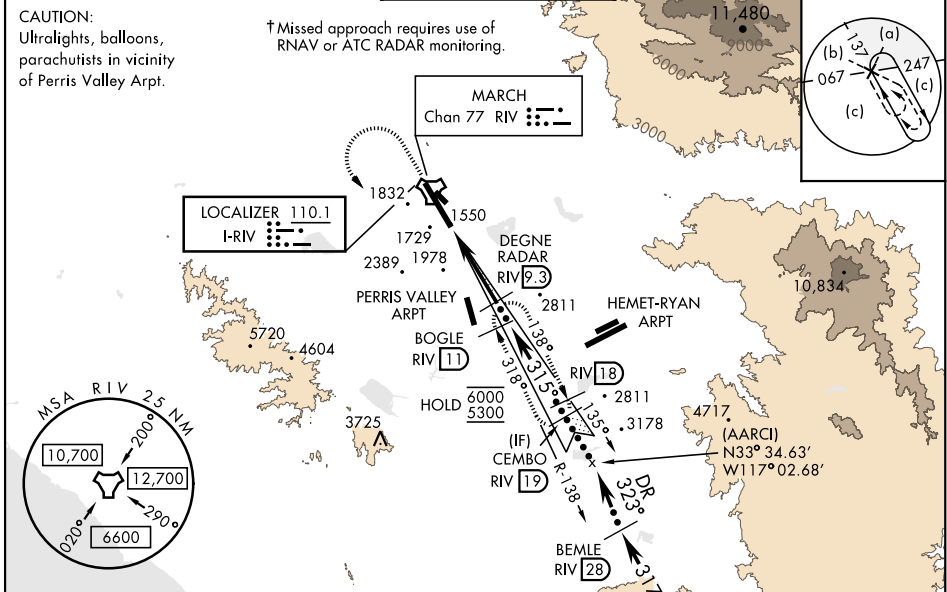 CAUTION:
Ultralights, balloons,
parachutists in vicinity
of Perris Valley Arpt.
† Missed approach requires use of
RNAV or ATC RADAR monitoring.
11,480
9000
6000
3000
(a)
137
(b)
067
247
(c)
(c)
MARCH
Chan 77 RIV
LOCALIZER 110.1
I-RIV
1832
1550
1729
2389
1978
DEGNE
RADAR
RIV 9.3
2811
PERRIS VALLEY
ARPT
HEMET-RYAN
ARPT
10,834
BOGLE
RIV 11
138°
315°
318°
5720
4604
RIV 18
HOLD 6000
5300
135°
2811
3178
4717
3725
(IF)
CEMBO
RIV 19
(AARCI)
N33° 34.63'
W117° 02.68'
R-138
DR
323°
BEMLE
RIV 28
317
MSA RIV 25 NM
200°
10,700
12,700
020°
290°
6600